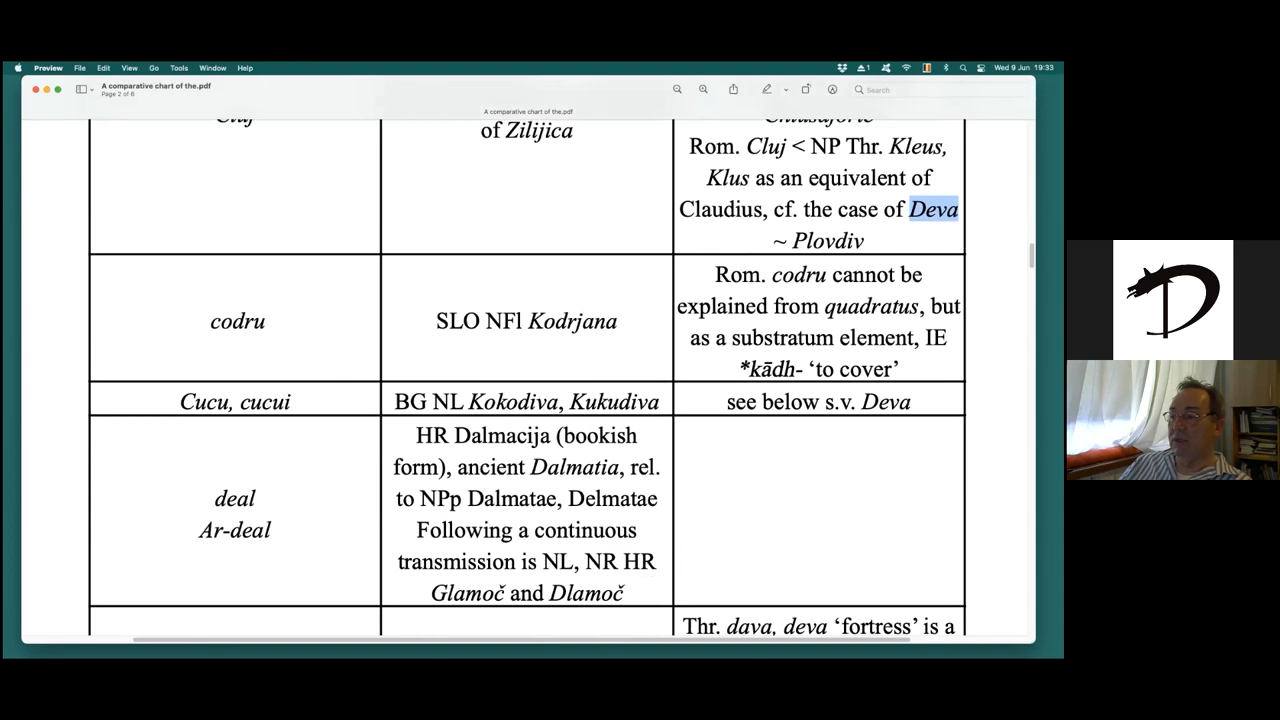 Preview File Edit View Go Tools Window Help
1 Wed 9 Jun 19:33
A comparative chart of the.pdf
Page 2 of 6
Search
A comparative chart of the.pdf
Cluj
of Zilijica
Chiusaforte
Rom. Cluj < NP Thr. Kleus,
Klus as an equivalent of
Claudius, cf. the case of Deva
~ Plovdiv
codru
SLO NFl Kodrjana
Rom. codru cannot be
explained from quadratus, but
as a substratum element, IE
*kādh- ‘to cover’
Cucu, cucui
BG NL Kokodiva, Kukudiva
see below s.v. Deva
deal
Ar-deal
HR Dalmacija (bookish
form), ancient Dalmatia, rel.
to NPp Dalmatae, Delmatae
Following a continuous
transmission is NL, NR HR
Glamoč and Dlamoč
Thr. dava, deva ‘fortress’ is a
D